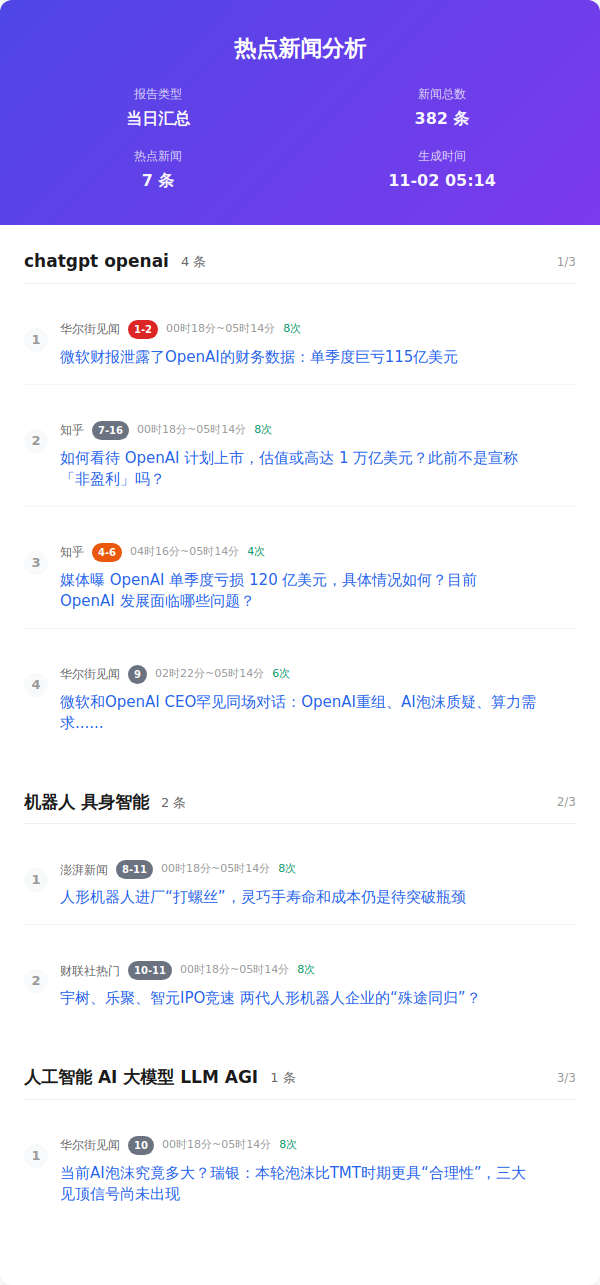 热点新闻分析
报告类型
新闻总数
当日汇总
382 条
热点新闻
生成时间
7 条
11-02 05:14
chatgpt openai 4 条 1/3
1 华尔街见闻 1-2 00时18分~05时14分 8次
微软财报泄露了OpenAI的财务数据：单季度巨亏115亿美元
2 知乎 7-16 00时18分~05时14分 8次
如何看待 OpenAI 计划上市，估值或高达 1 万亿美元？此前不是宣称
「非盈利」吗？
3 知乎 4-6 04时16分~05时14分 4次
媒体曝 OpenAI 单季度亏损 120 亿美元，具体情况如何？目前
OpenAI 发展面临哪些问题？
4 华尔街见闻 9 02时22分~05时14分 6次
微软和OpenAI CEO罕见同场对话：OpenAI重组、AI泡沫质疑、算力需
求……
机器人 具身智能 2 条 2/3
1 澎湃新闻 8-11 00时18分~05时14分 8次
人形机器人进厂“打螺丝”，灵巧手寿命和成本仍是待突破瓶颈
2 财联社热门 10-11 00时18分~05时14分 8次
宇树、乐聚、智元IPO竞速 两代人形机器人企业的“殊途同归”？
人工智能 AI 大模型 LLM AGI 1 条 3/3
1 华尔街见闻 10 00时18分~05时14分 8次
当前AI泡沫究竟多大？瑞银：本轮泡沫比TMT时期更具“合理性”，三大
见顶信号尚未出现